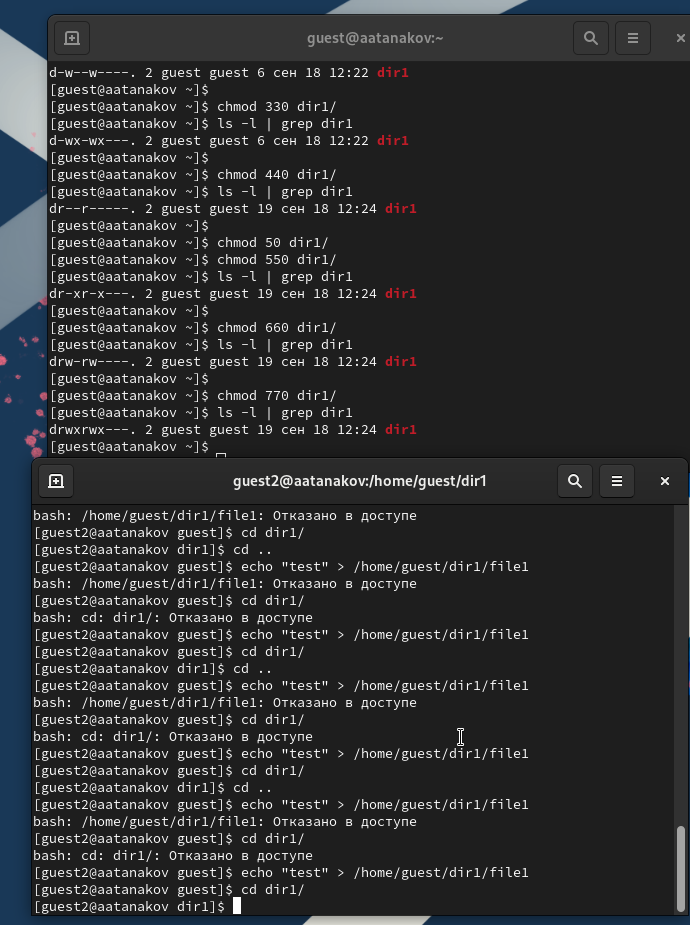 guest@aatanakov:~
d-w--w----. 2 guest guest 6 сен 18 12:22 dir1
[guest@aatanakov ~]$
[guest@aatanakov ~]$ chmod 330 dir1/
[guest@aatanakov ~]$ ls -l | grep dir1
d-wx-wx---. 2 guest guest 6 сен 18 12:22 dir1
[guest@aatanakov ~]$
[guest@aatanakov ~]$ chmod 440 dir1/
[guest@aatanakov ~]$ ls -l | grep dir1
dr--r-----. 2 guest guest 19 сен 18 12:24 dir1
[guest@aatanakov ~]$
[guest@aatanakov ~]$ chmod 50 dir1/
[guest@aatanakov ~]$ chmod 550 dir1/
[guest@aatanakov ~]$ ls -l | grep dir1
dr-xr-x---. 2 guest guest 19 сен 18 12:24 dir1
[guest@aatanakov ~]$
[guest@aatanakov ~]$ chmod 660 dir1/
[guest@aatanakov ~]$ ls -l | grep dir1
drw-rw----. 2 guest guest 19 сен 18 12:24 dir1
[guest@aatanakov ~]$
[guest@aatanakov ~]$ chmod 770 dir1/
[guest@aatanakov ~]$ ls -l | grep dir1
drwxrwx---. 2 guest guest 19 сен 18 12:24 dir1
[guest@aatanakov ~]$
guest2@aatanakov:/home/guest/dir1
bash: /home/guest/dir1/file1: Отказано в доступе
[guest2@aatanakov guest]$ cd dir1/
[guest2@aatanakov dir1]$ cd ..
[guest2@aatanakov guest]$ echo "test" > /home/guest/dir1/file1
bash: /home/guest/dir1/file1: Отказано в доступе
[guest2@aatanakov guest]$ cd dir1/
bash: cd: dir1/: Отказано в доступе
[guest2@aatanakov guest]$ echo "test" > /home/guest/dir1/file1
[guest2@aatanakov guest]$ cd dir1/
[guest2@aatanakov dir1]$ cd ..
[guest2@aatanakov guest]$ echo "test" > /home/guest/dir1/file1
bash: /home/guest/dir1/file1: Отказано в доступе
[guest2@aatanakov guest]$ cd dir1/
bash: cd: dir1/: Отказано в доступе
[guest2@aatanakov guest]$ echo "test" > /home/guest/dir1/file1
[guest2@aatanakov guest]$ cd dir1/
[guest2@aatanakov dir1]$ cd ..
[guest2@aatanakov guest]$ echo "test" > /home/guest/dir1/file1
bash: /home/guest/dir1/file1: Отказано в доступе
[guest2@aatanakov guest]$ cd dir1/
bash: cd: dir1/: Отказано в доступе
[guest2@aatanakov guest]$ echo "test" > /home/guest/dir1/file1
[guest2@aatanakov guest]$ cd dir1/
[guest2@aatanakov dir1]$